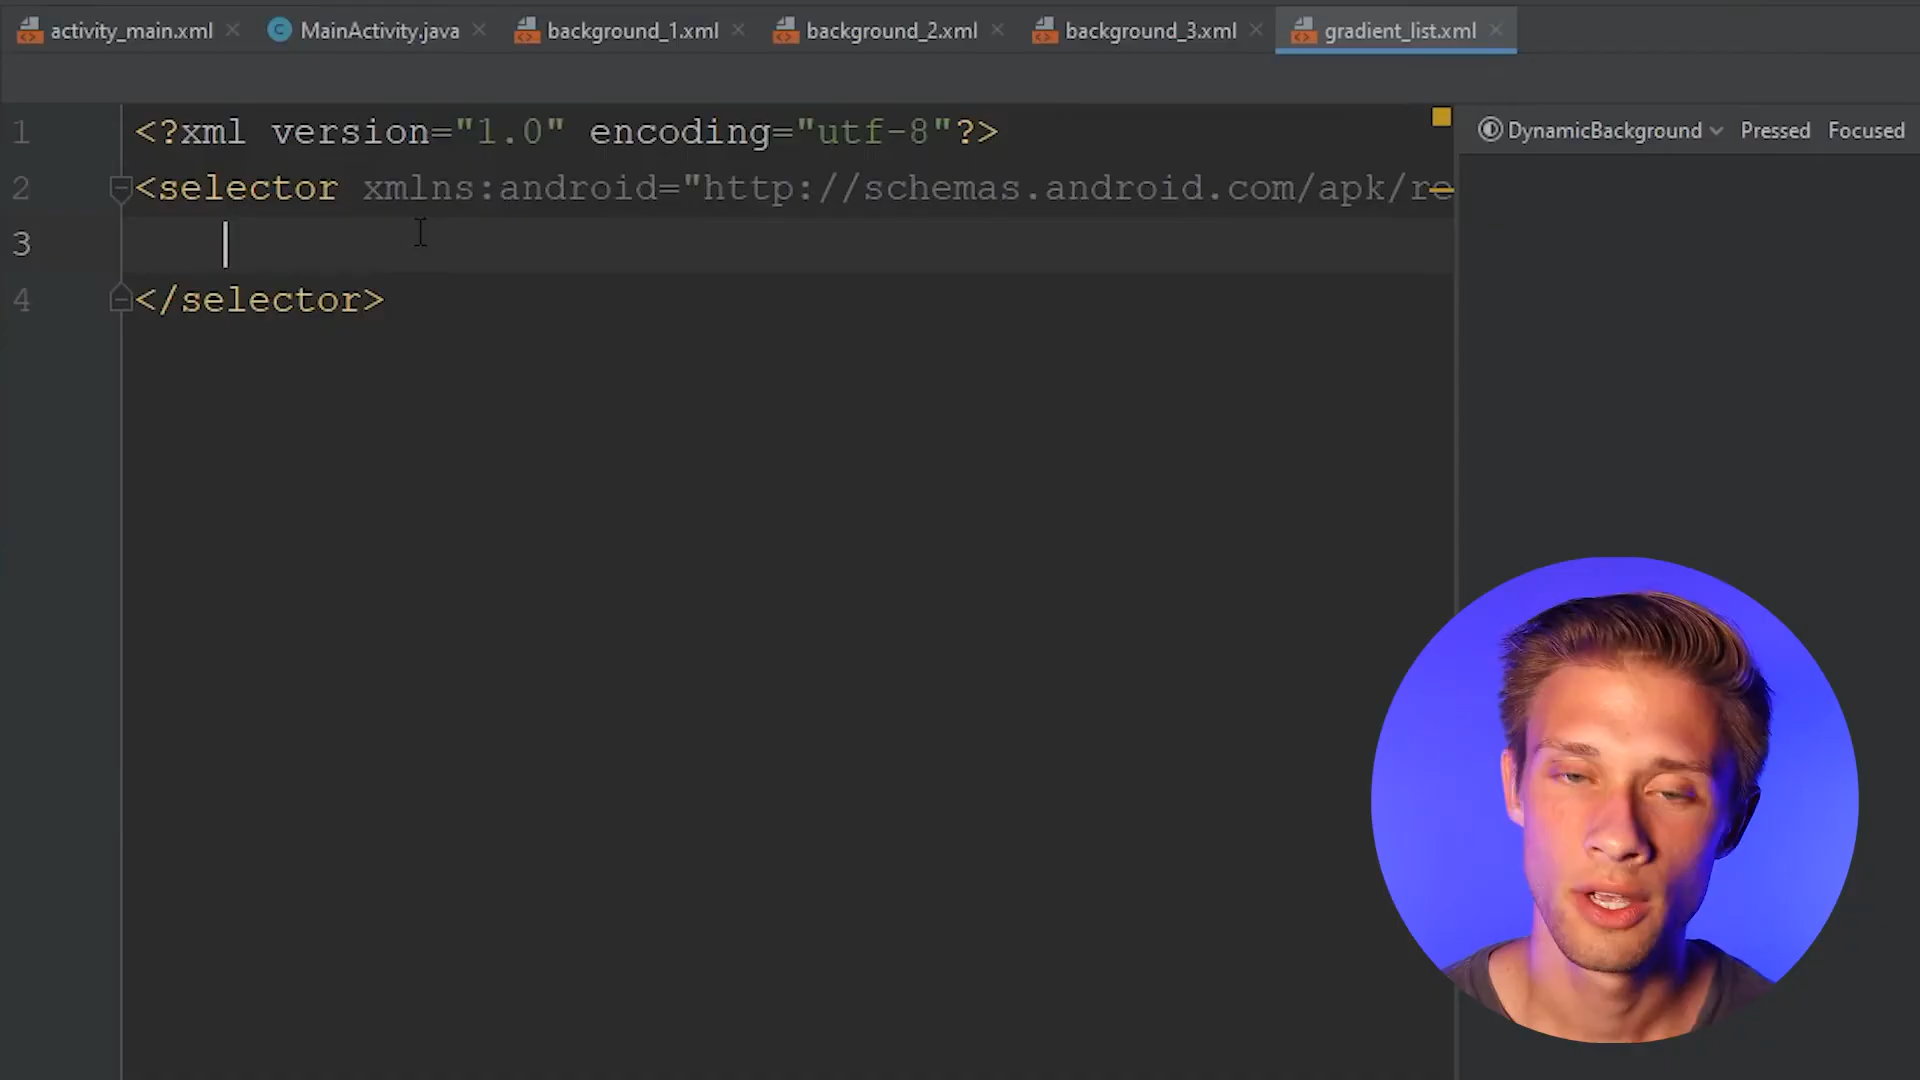 activity_main.xml MainActivity.java background_1.xml background_2.xml background_3.xml gradient_list.xml
DynamicBackground Pressed Focused
1 <?xml version="1.0" encoding="utf-8"?>
2 <selector xmlns:android="http://schemas.android.com/apk/re
3
4 </selector>